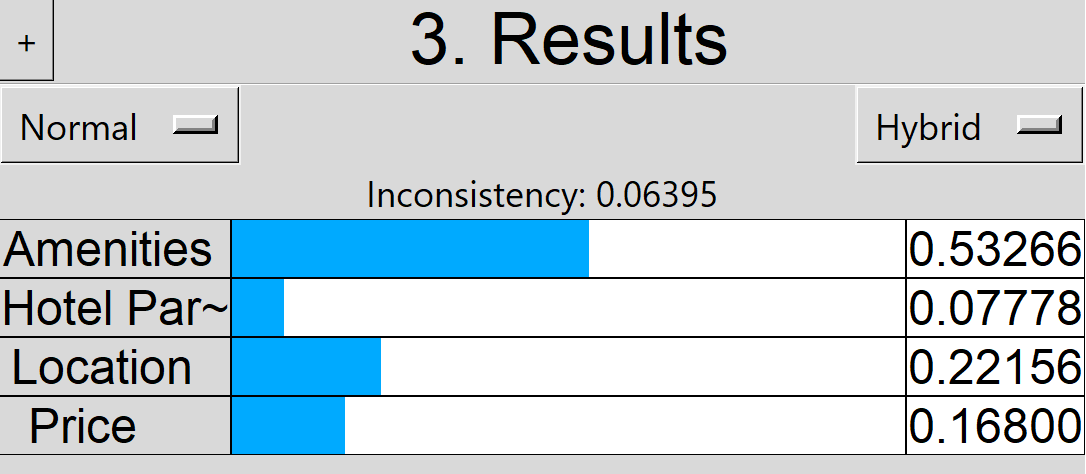 +
3. Results
Normal Hybrid
Inconsistency: 0.06395
Amenities 0.53266
Hotel Par~ 0.07778
Location 0.22156
Price 0.16800